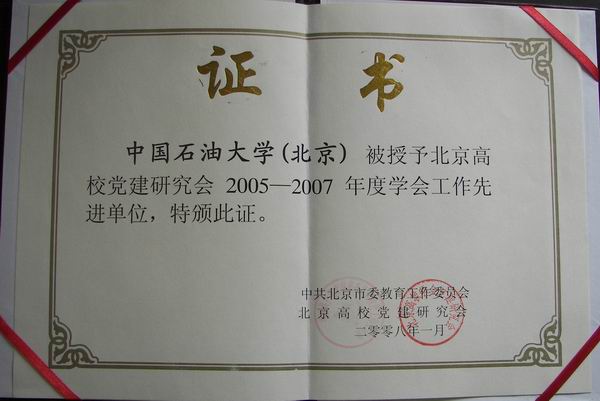 证书
中国石油大学(北京) 被授予北京高
校党建研究会 2005—2007 年度学会工作先
进单位，特颁此证。
中共北京市委教育工作委员会
北京高校党建研究会
二〇〇八年一月